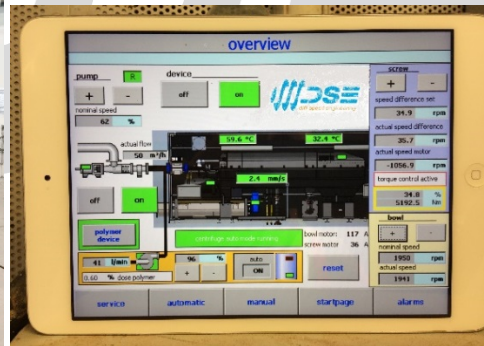 overview
pump R device
+ - off on
nominal speed
62 %
DSE
actual flow
50 m³/h
59.6 °C 32.4 °C
2.4 mm/s
off on
polymer
device
centrifuge auto mode running
bowl motor: 117 A
screw motor 36 A
41 l/min 96 %
+ -
0.60 % dose polymer
auto
ON
reset
screw
+ -
speed difference set
34.9 rpm
actual speed difference
35.7 rpm
actual speed motor
-1056.9 rpm
torque control active
34.8 %
5192.5 Nm
bowl
+ -
nominal speed
1950 rpm
actual speed
1941 rpm
service automatic manual startpage alarms